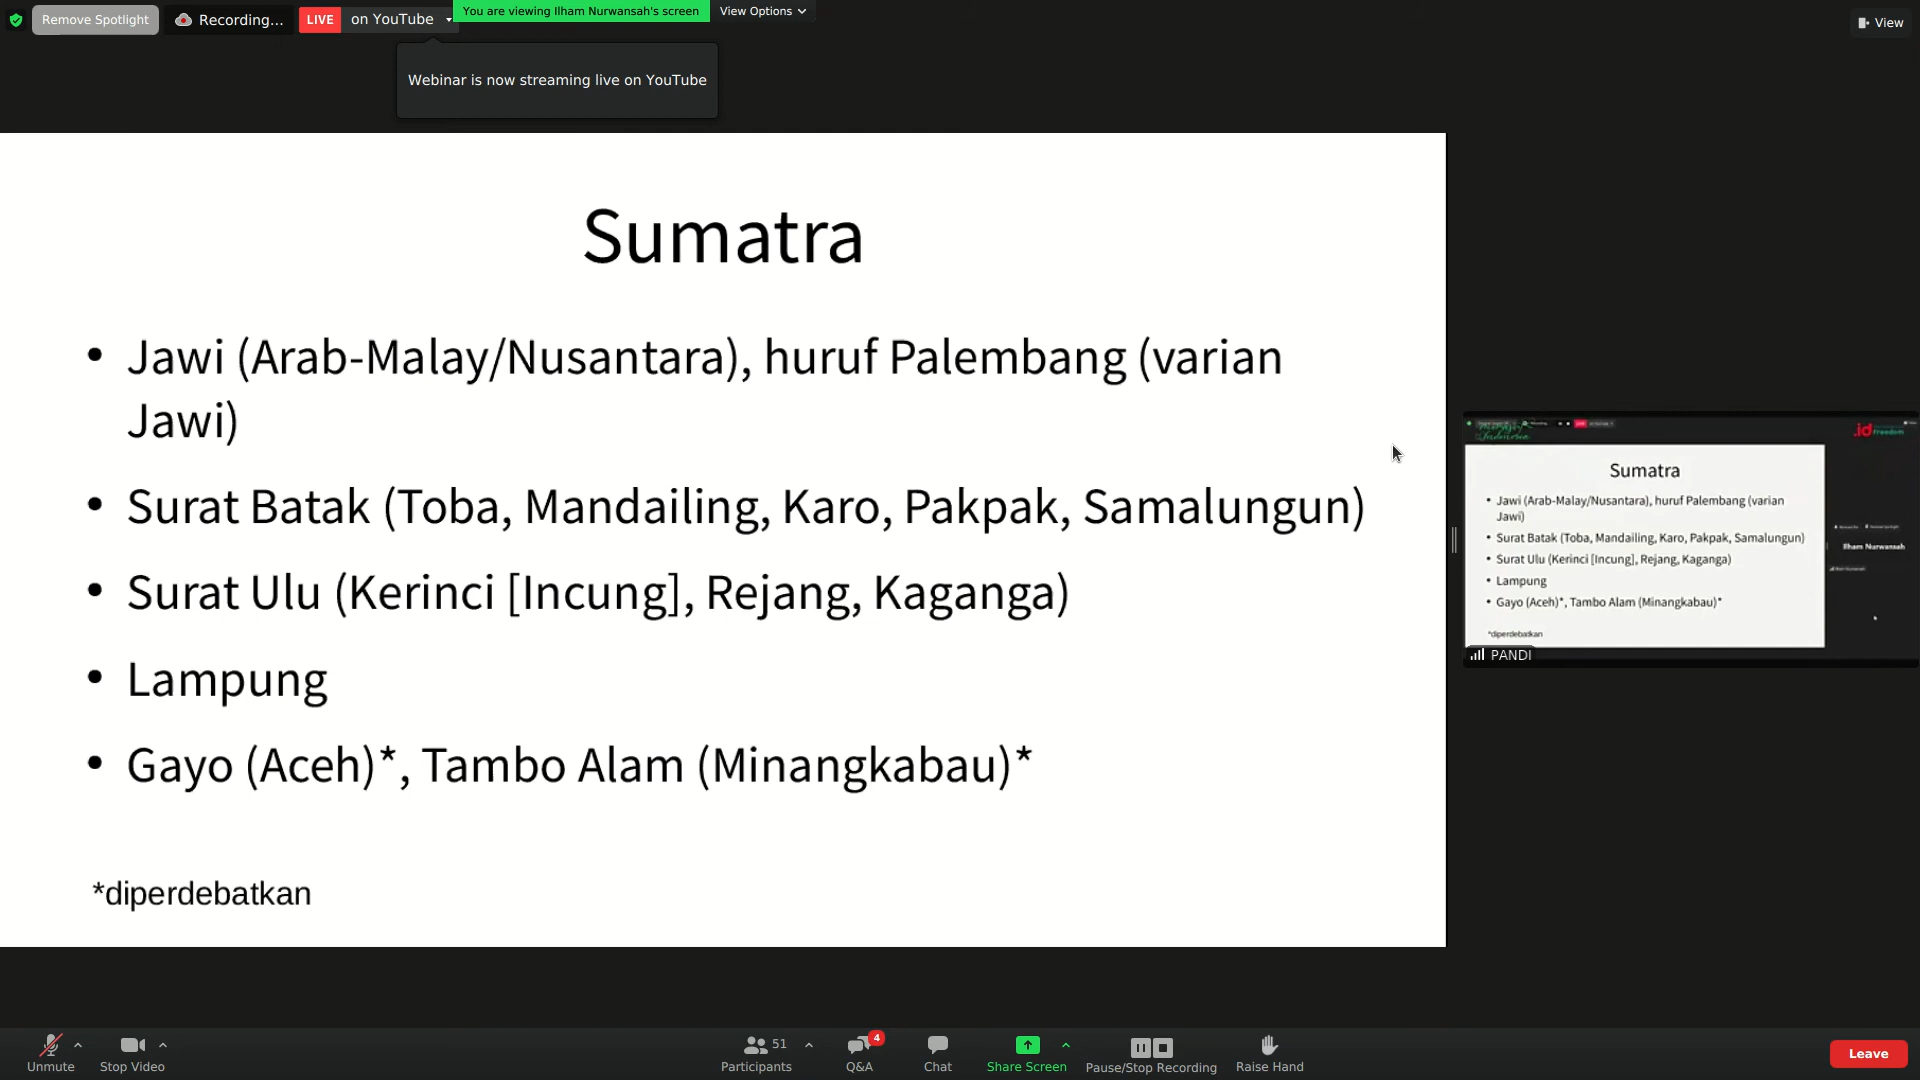 Remove Spotlight
Recording...
LIVE
on YouTube
You are viewing Ilham Nurwansah's screen
View Options
View
Webinar is now streaming live on YouTube
Sumatra
• Jawi (Arab-Malay/Nusantara), huruf Palembang (varian
Jawi)
• Surat Batak (Toba, Mandailing, Karo, Pakpak, Samalungun)
• Surat Ulu (Kerinci [Incung], Rejang, Kaganga)
• Lampung
• Gayo (Aceh)*, Tambo Alam (Minangkabau)*
*diperdebatkan
.id
freedom
Sumatra
• Jawi (Arab-Malay/Nusantara), huruf Palembang (varian
Jawi)
• Surat Batak (Toba, Mandailing, Karo, Pakpak, Samalungun)
• Surat Ulu (Kerinci [Incung], Rejang, Kaganga)
• Lampung
• Gayo (Aceh)*, Tambo Alam (Minangkabau)*
*diperdebatkan
Ilham Nurwansah
PANDI
Unmute
Stop Video
51
Participants
4
Q&A
Chat
Share Screen
Pause/Stop Recording
Raise Hand
Leave